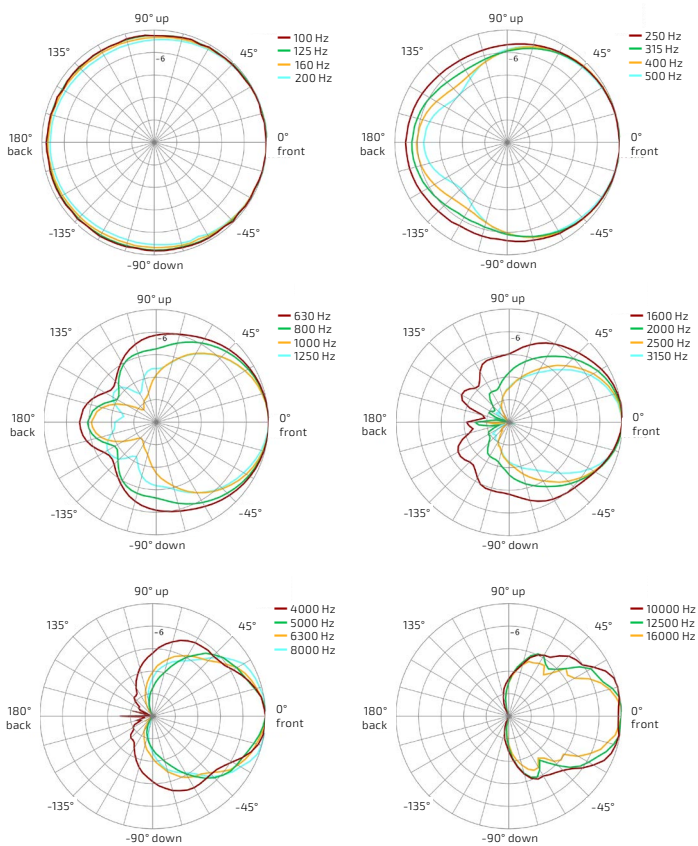 90° up
135°
45°
-6
100 Hz
125 Hz
160 Hz
200 Hz
180°
back
0°
front
-135°
-45°
-90° down
90° up
135°
45°
-6
250 Hz
315 Hz
400 Hz
500 Hz
180°
back
0°
front
-135°
-45°
-90° down
90° up
135°
45°
-6
630 Hz
800 Hz
1000 Hz
1250 Hz
180°
back
0°
front
-135°
-45°
-90° down
90° up
135°
45°
-6
1600 Hz
2000 Hz
2500 Hz
3150 Hz
180°
back
0°
front
-135°
-45°
-90° down
90° up
135°
45°
-6
4000 Hz
5000 Hz
6300 Hz
8000 Hz
180°
back
0°
front
-135°
-45°
-90° down
90° up
135°
45°
-6
10000 Hz
12500 Hz
16000 Hz
180°
back
0°
front
-135°
-45°
-90° down